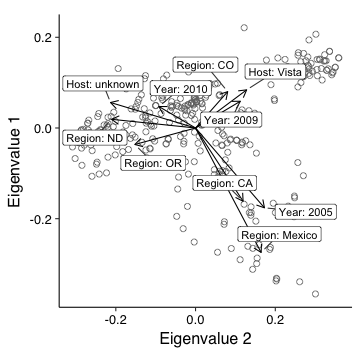 Eigenvalue 1
0.2
0.0
-0.2
Region: CO
Host: Vista
Host: unknown
Year: 2010
Year: 2009
Region: ND
Region: OR
Region: CA
Year: 2005
Region: Mexico
-0.2
0.0
0.2
Eigenvalue 2